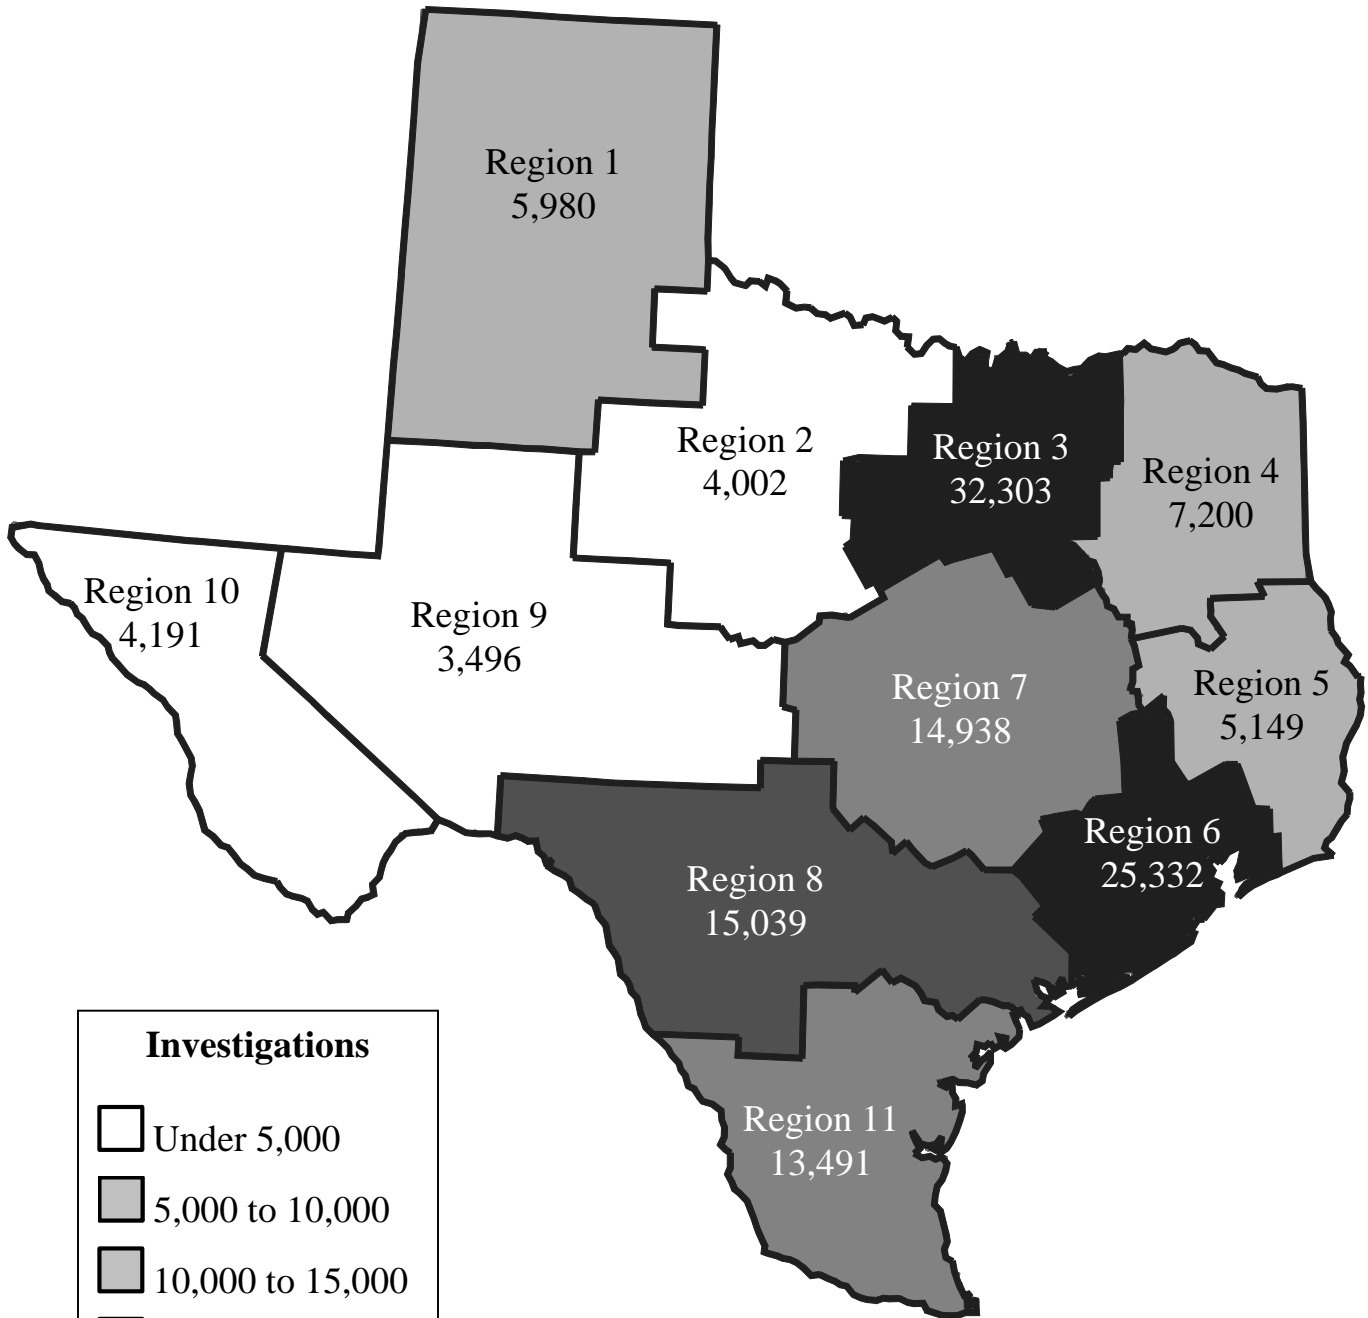 Region 1
5,980
Region 2
4,002
Region 3
32,303
Region 4
7,200
Region 10
4,191
Region 9
3,496
Region 7
14,938
Region 5
5,149
Region 6
25,332
Region 8
15,039
Region 11
13,491
Investigations
Under 5,000
5,000 to 10,000
10,000 to 15,000